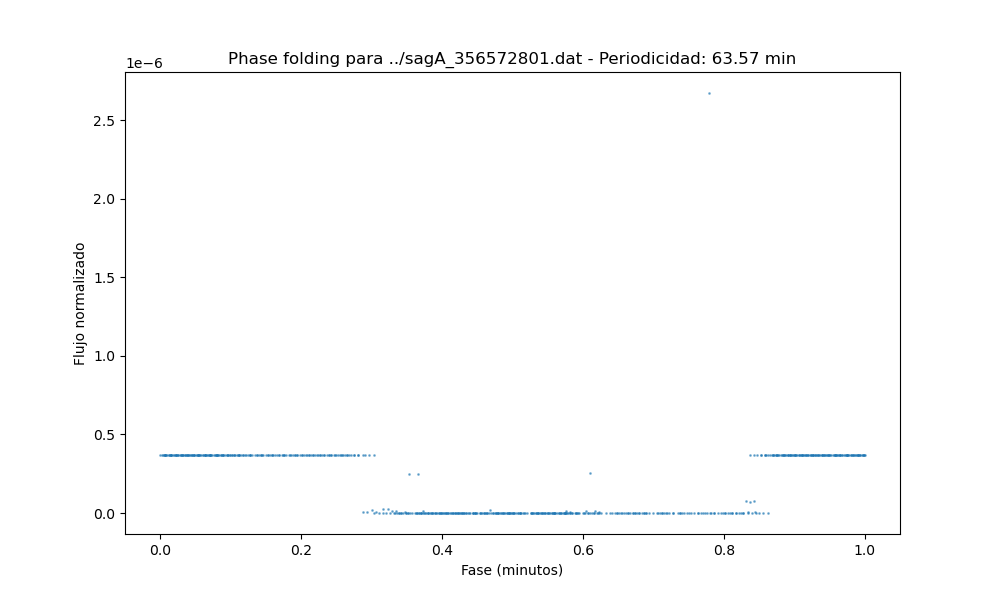 Phase folding para ../sagA_356572801.dat - Periodicidad: 63.57 min
1e−6
2.5
2.0
1.5
1.0
0.5
0.0
Flujo normalizado
0.0 0.2 0.4 0.6 0.8 1.0
Fase (minutos)